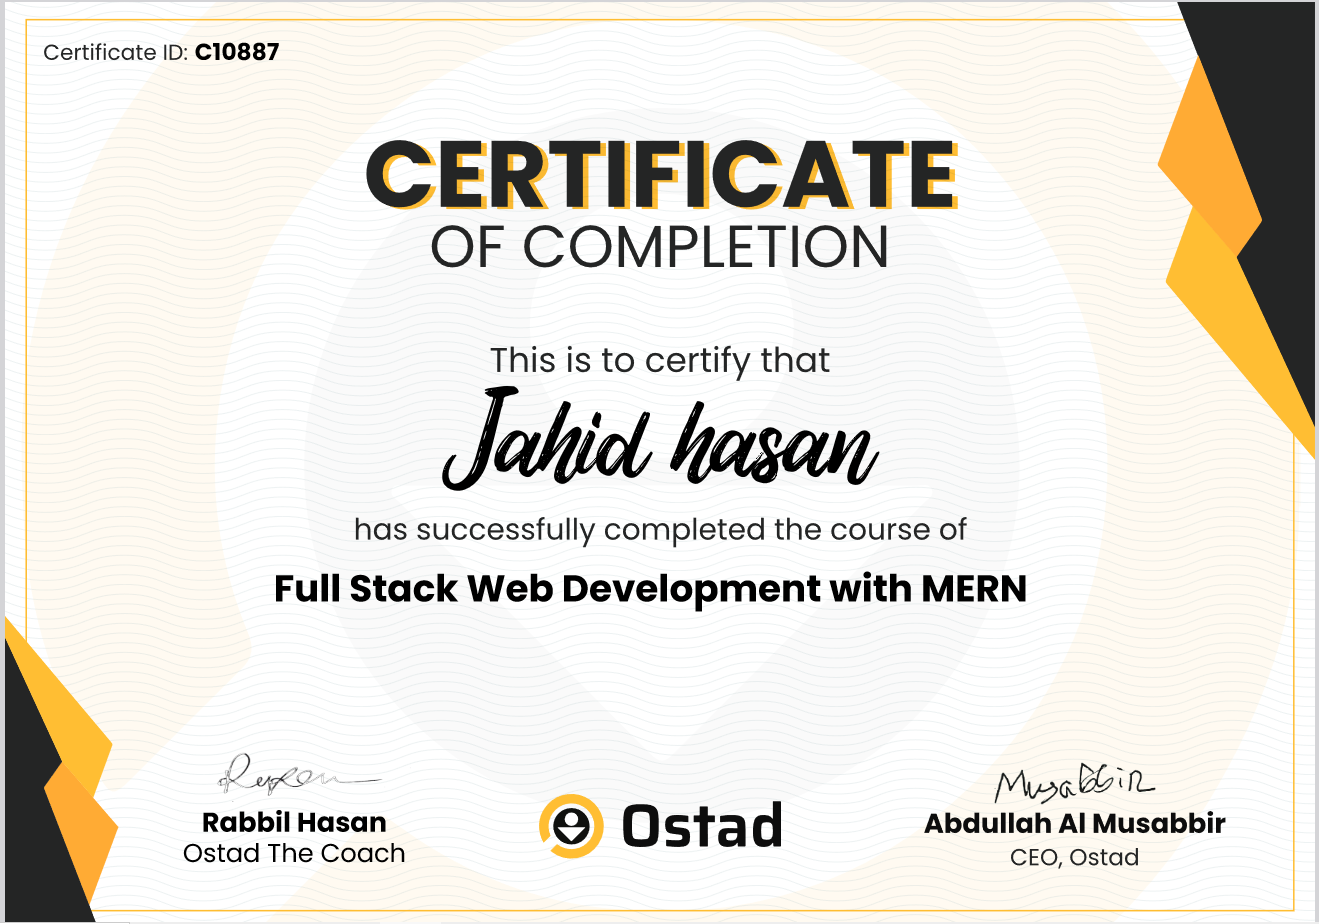 Certificate ID: C10887
CERTIFICATE
OF COMPLETION
This is to certify that
Jahid hasan
has successfully completed the course of
Full Stack Web Development with MERN
Musabbir
Rabbil Hasan
Ostad The Coach
Ostad
Abdullah Al Musabbir
CEO, Ostad